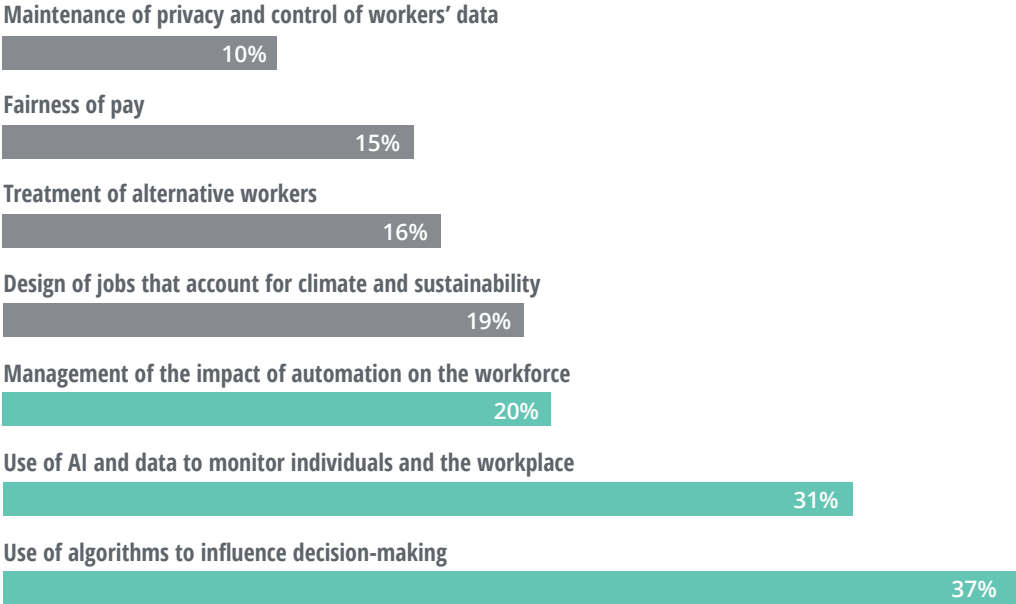 Maintenance of privacy and control of workers’ data
10%
Fairness of pay
15%
Treatment of alternative workers
16%
Design of jobs that account for climate and sustainability
19%
Management of the impact of automation on the workforce
20%
Use of AI and data to monitor individuals and the workplace
31%
Use of algorithms to influence decision-making
37%